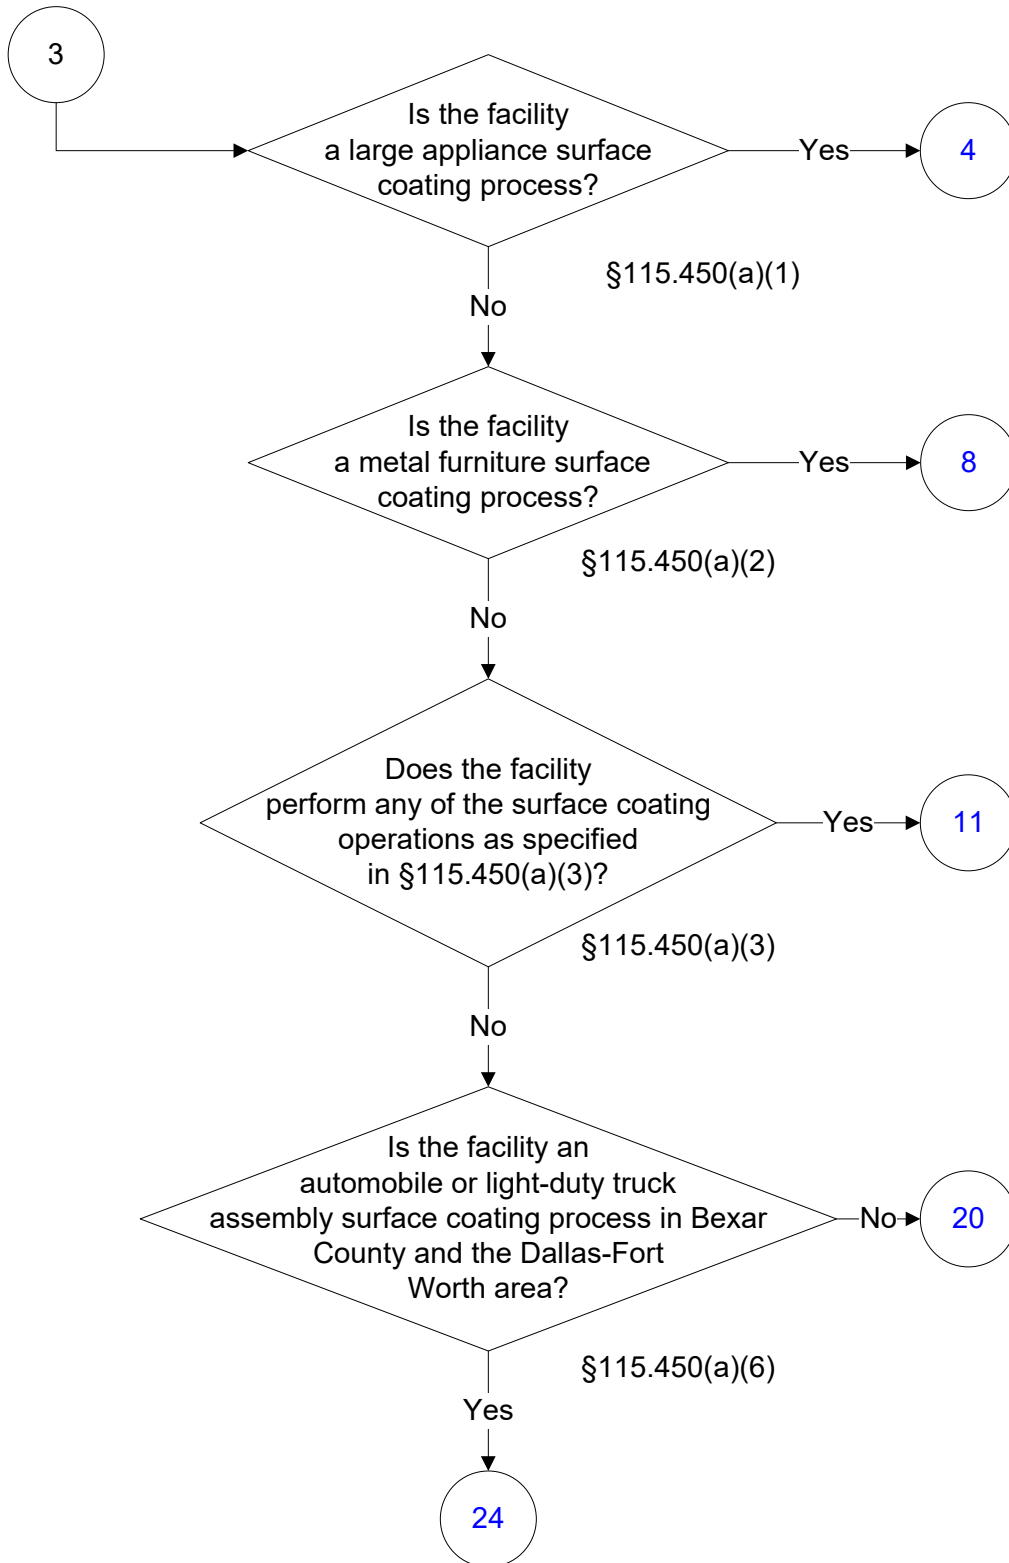 3
Is the facility
a large appliance surface
coating process?
Yes
4
§115.450(a)(1)
No
Is the facility
a metal furniture surface
coating process?
Yes
8
§115.450(a)(2)
No
Does the facility
perform any of the surface coating
operations as specified
in §115.450(a)(3)?
Yes
11
§115.450(a)(3)
No
Is the facility an
automobile or light-duty truck
assembly surface coating process in Bexar
County and the Dallas-Fort
Worth area?
No
20
§115.450(a)(6)
Yes
24